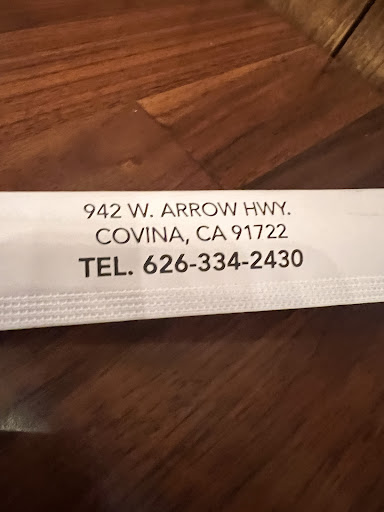 942 W. ARROW HWY.
COVINA, CA 91722
TEL. 626-334-2430